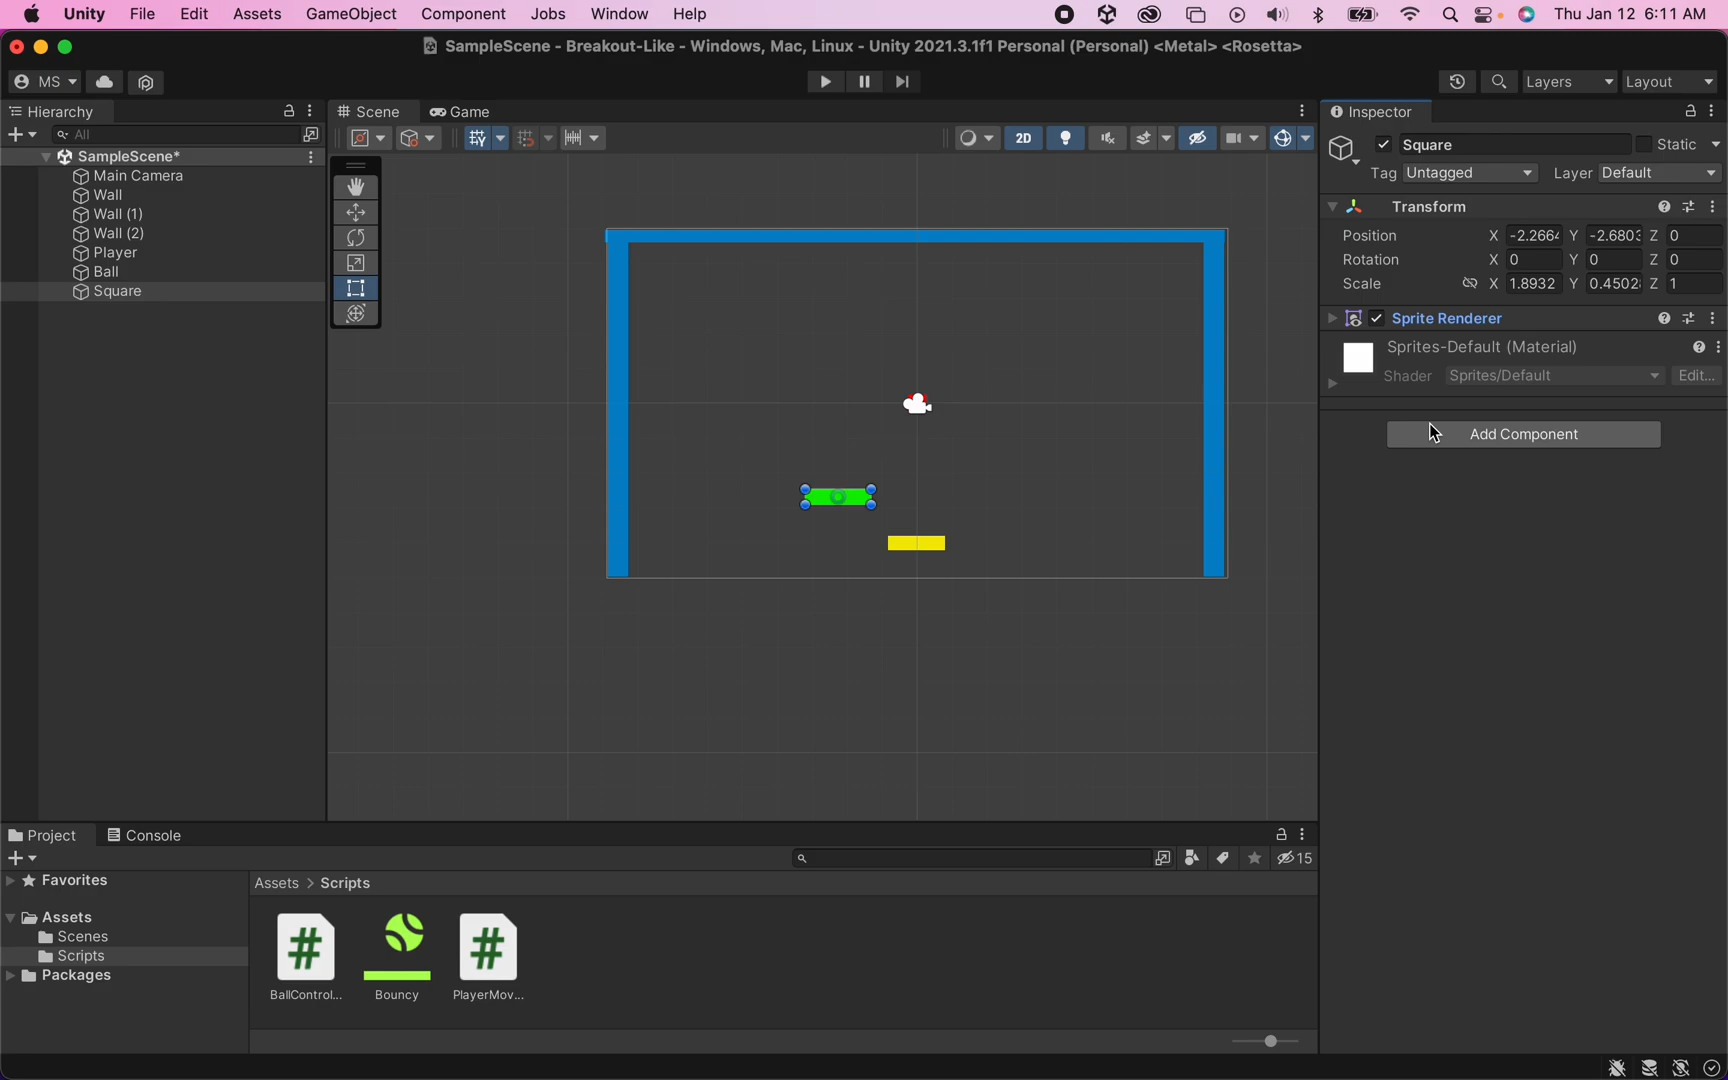 Unity File Edit Assets GameObject Component Jobs Window Help Thu Jan 12 6:11 AM
SampleScene - Breakout-Like - Windows, Mac, Linux - Unity 2021.3.1f1 Personal (Personal) <Metal> <Rosetta>
MS Layers Layout
Hierarchy
All
SampleScene*
Main Camera
Wall
Wall (1)
Wall (2)
Player
Ball
Square
Scene Game
2D
Inspector
Square Static
Tag Untagged Layer Default
Transform
Position X -2.2664 Y -2.6803 Z 0
Rotation X 0 Y 0 Z 0
Scale X 1.8932 Y 0.4502 Z 1
Sprite Renderer
Sprites-Default (Material)
Shader Sprites/Default Edit...
Add Component
Project Console
15
Favorites
Assets
Scenes
Scripts
Packages
Assets > Scripts
BallControl... Bouncy PlayerMov...